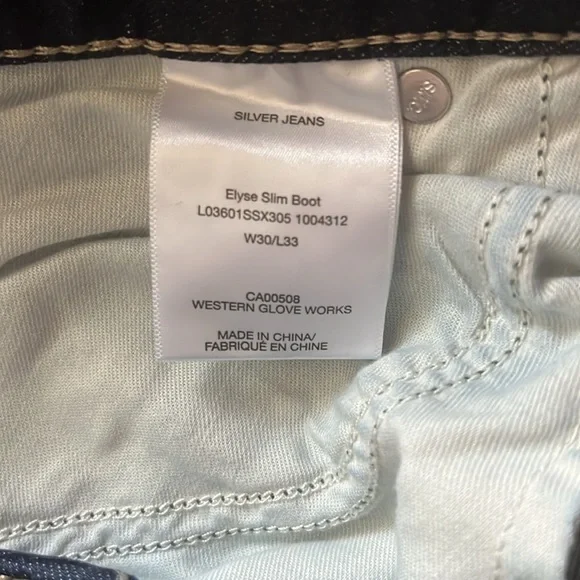 SILVER JEANS
Elyse Slim Boot
L03601SSX305 1004312
W30/L33
CA00508
WESTERN GLOVE WORKS
MADE IN CHINA/
FABRIQUÉ EN CHINE